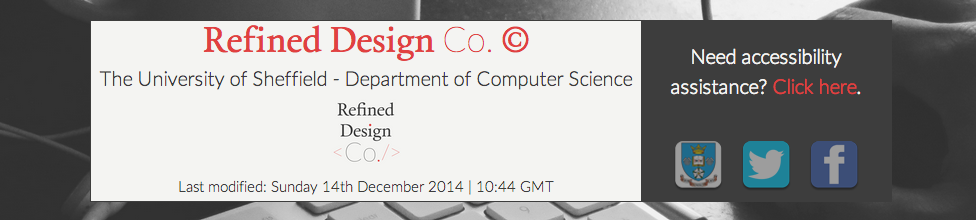 Refined Design Co. ©
The University of Sheffield - Department of Computer Science
Refined
Design
<Co./>
Last modified: Sunday 14th December 2014 | 10:44 GMT
Need accessibility
assistance? Click here.